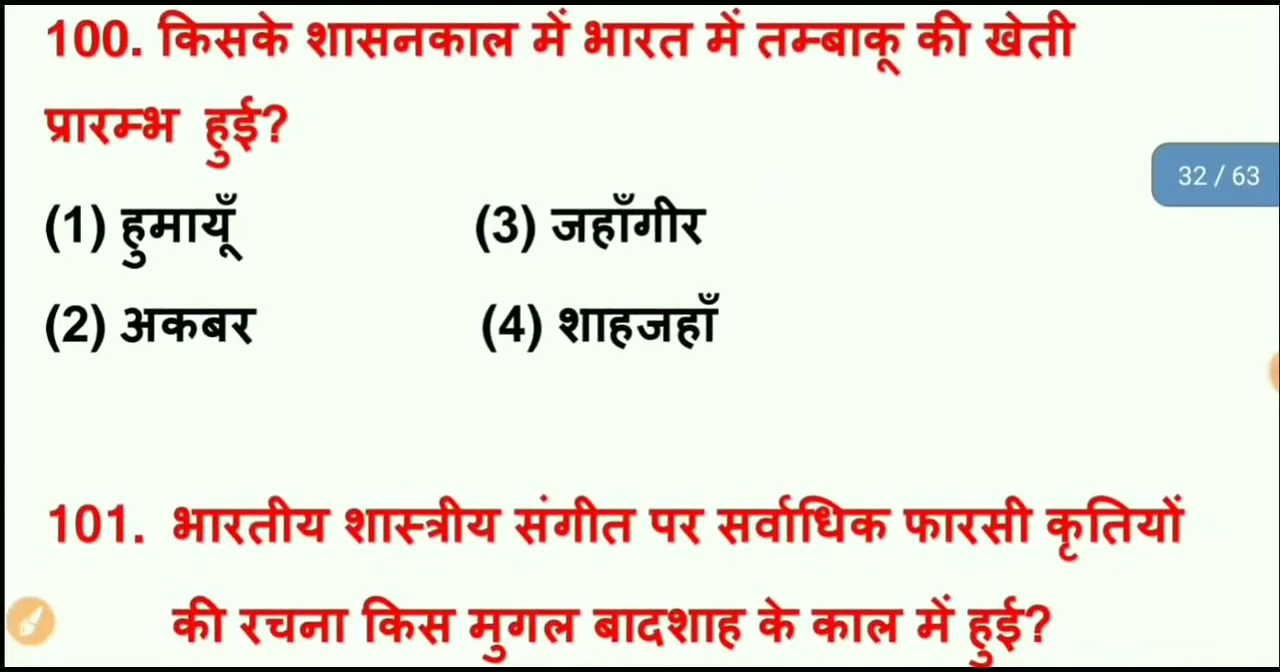 100. किसके शासनकाल में भारत में तम्बाकू की खेती
प्रारम्भ हुई?
32 / 63
(1) हुमायूँ (3) जहाँगीर
(2) अकबर (4) शाहजहाँ
101. भारतीय शास्त्रीय संगीत पर सर्वाधिक फारसी कृतियों
की रचना किस मुगल बादशाह के काल में हुई?